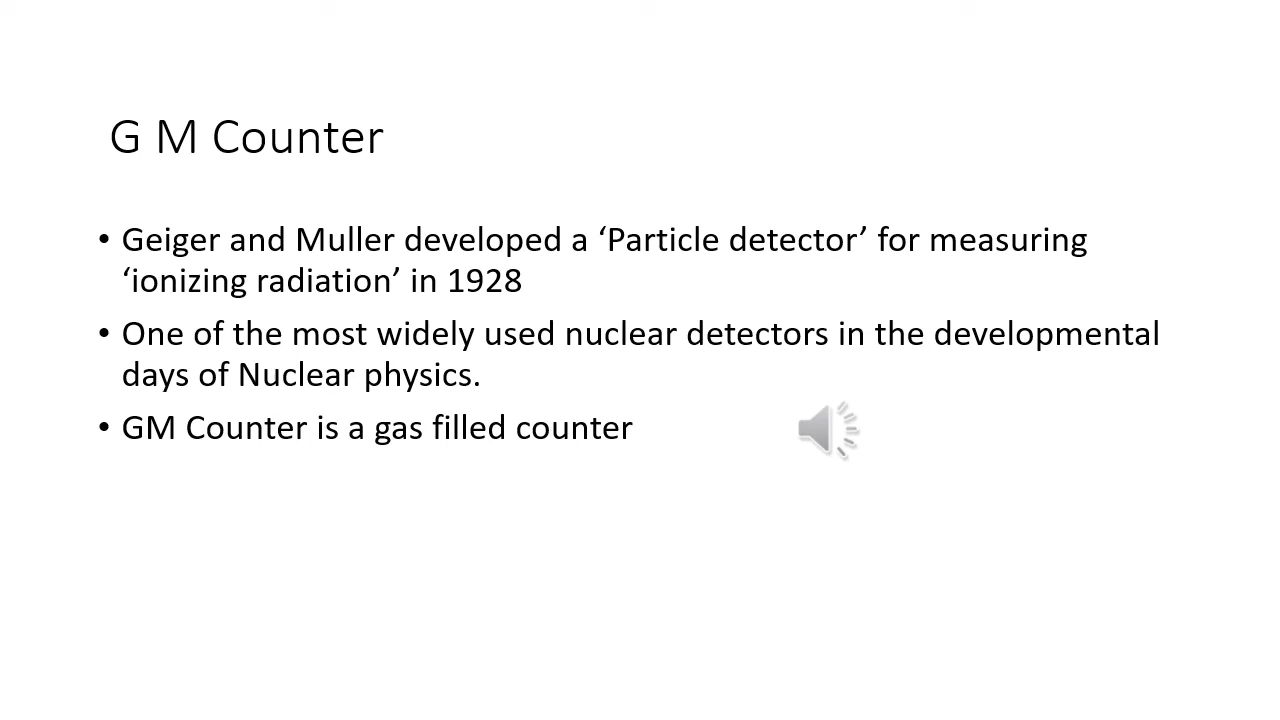 G M Counter
• Geiger and Muller developed a ‘Particle detector’ for measuring
‘ionizing radiation’ in 1928
• One of the most widely used nuclear detectors in the developmental
days of Nuclear physics.
• GM Counter is a gas filled counter